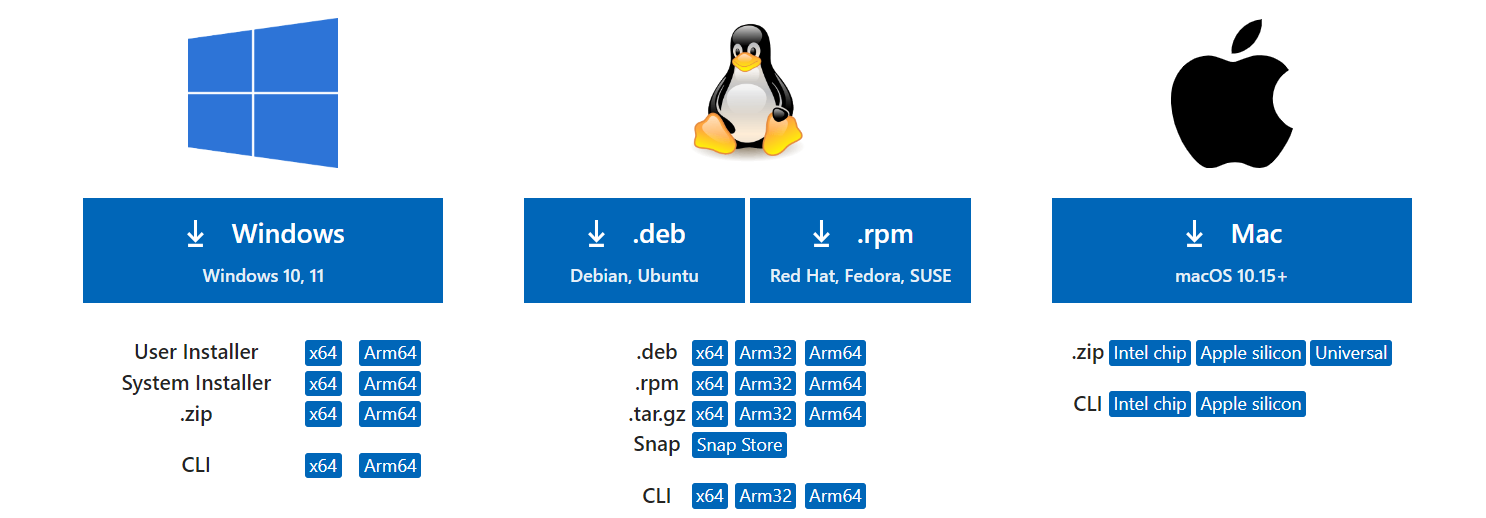 Windows
Windows 10, 11
User Installer x64 Arm64
System Installer x64 Arm64
.zip x64 Arm64
CLI x64 Arm64
.deb
Debian, Ubuntu
.rpm
Red Hat, Fedora, SUSE
.deb x64 Arm32 Arm64
.rpm x64 Arm32 Arm64
.tar.gz x64 Arm32 Arm64
Snap Snap Store
CLI x64 Arm32 Arm64
Mac
macOS 10.15+
.zip Intel chip Apple silicon Universal
CLI Intel chip Apple silicon